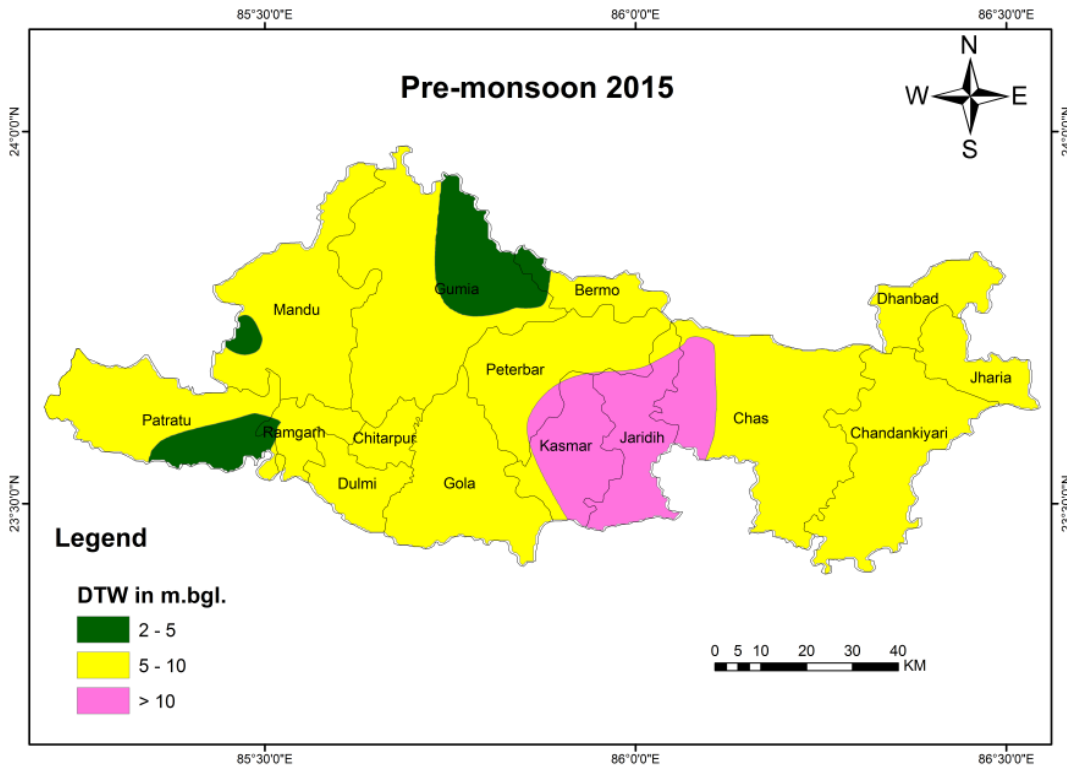 85°30'0"E 86°0'0"E 86°30'0"E
Pre-monsoon 2015
N
W E
S
24°0'0"N 24°0'0"N
Gumia
Bermo
Dhanbad
Mandu
Peterbar
Jharia
Patratu
Chas
Ramgarh
Chitarpur
Kasmar
Jaridih
Chandankiyari
Dulmi
Gola
23°30'0"N 23°30'0"N
Legend
DTW in m.bgl.
2 - 5
5 - 10
> 10
0 5 10 20 30 40
KM
85°30'0"E 86°0'0"E 86°30'0"E